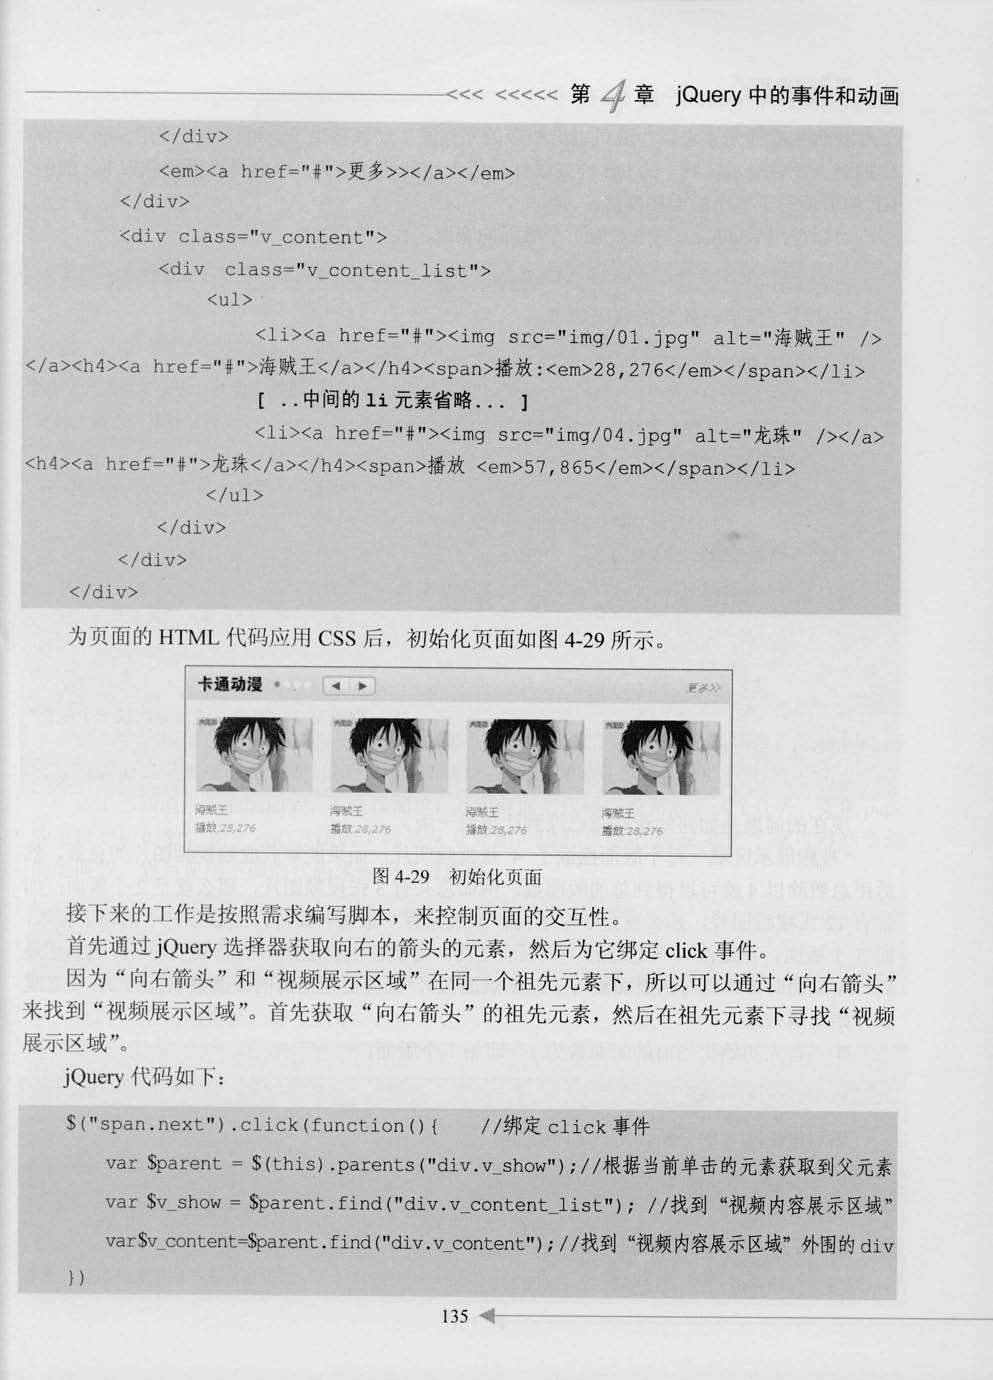 <<< <<<<< 第 4 章 jQuery 中的事件和动画
</div>
<em><a href="#">更多>></a></em>
</div>
<div class="v_content">
<div class="v_content_list">
<ul>
<li><a href="#"><img src="img/01.jpg" alt="海贼王" />
</a><h4><a href="#">海贼王</a></h4><span>播放:<em>28,276</em></span></li>
[ ..中间的 li 元素省略... ]
<li><a href="#"><img src="img/04.jpg" alt="龙珠" /></a>
<h4><a href="#">龙珠</a></h4><span>播放 <em>57,865</em></span></li>
</ul>
</div>
</div>
</div>
为页面的 HTML 代码应用 CSS 后，初始化页面如图 4-29 所示。
卡通动漫 更多>>
海贼王 海贼王 海贼王 海贼王
播放:28,276 播放:28,276 播放:28,276 播放:28,276
图 4-29 初始化页面
接下来的工作是按照需求编写脚本，来控制页面的交互性。
首先通过 jQuery 选择器获取向右的箭头的元素，然后为它绑定 click 事件。
因为“向右箭头”和“视频展示区域”在同一个祖先元素下，所以可以通过“向右箭头”
来找到“视频展示区域”。首先获取“向右箭头”的祖先元素，然后在祖先元素下寻找“视频
展示区域”。
jQuery 代码如下：
$("span.next").click(function(){ //绑定 click 事件
var $parent = $(this).parents("div.v_show");//根据当前单击的元素获取到父元素
var $v_show = $parent.find("div.v_content_list"); //找到“视频内容展示区域”
var$v_content=$parent.find("div.v_content");//找到“视频内容展示区域”外围的 div
})
135